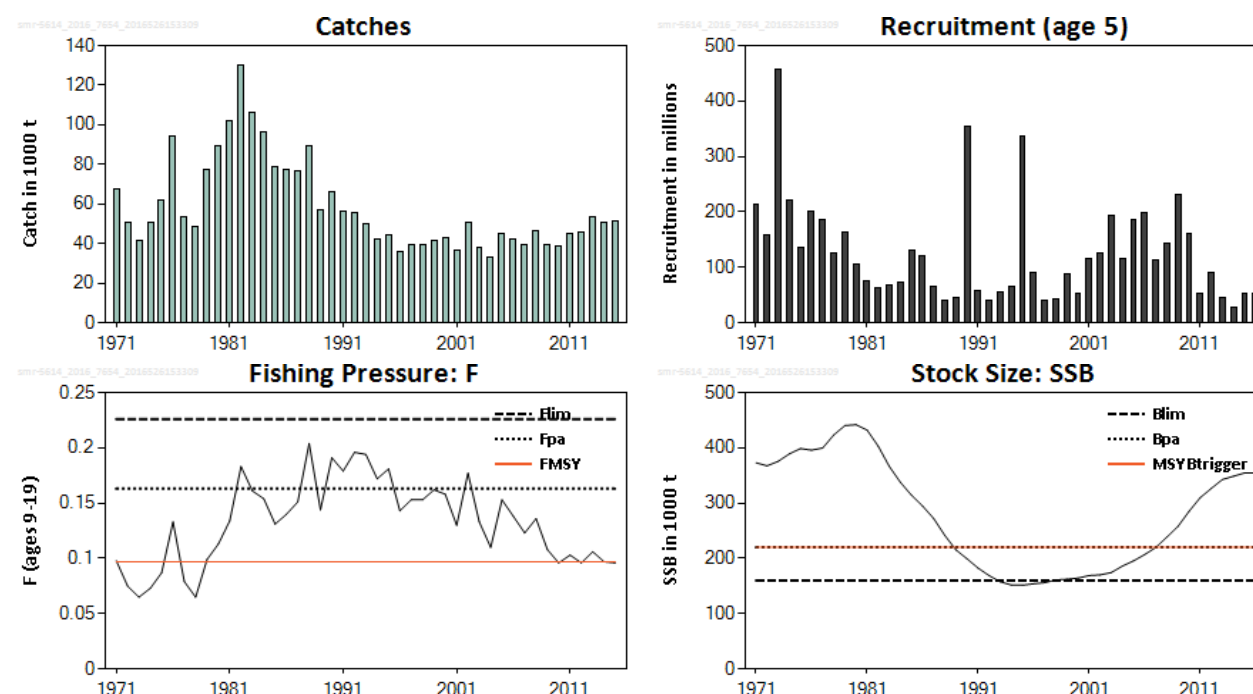 smr-5614_2016_7654_2016526153309
Catches
Catch in 1000 t
140
120
100
80
60
40
20
0
1971 1981 1991 2001 2011
smr-5614_2016_7654_2016526153309
Recruitment (age 5)
Recruitment in millions
500
400
300
200
100
0
1971 1981 1991 2001 2011
smr-5614_2016_7654_2016526153309
Fishing Pressure: F
F (ages 9-19)
0.25
0.2
0.15
0.1
0.05
0
Flim
Fpa
FMSY
1971 1981 1991 2001 2011
smr-5614_2016_7654_2016526153309
Stock Size: SSB
SSB in 1000 t
500
400
300
200
100
0
Blim
Bpa
MSYBtrigger
1971 1981 1991 2001 2011